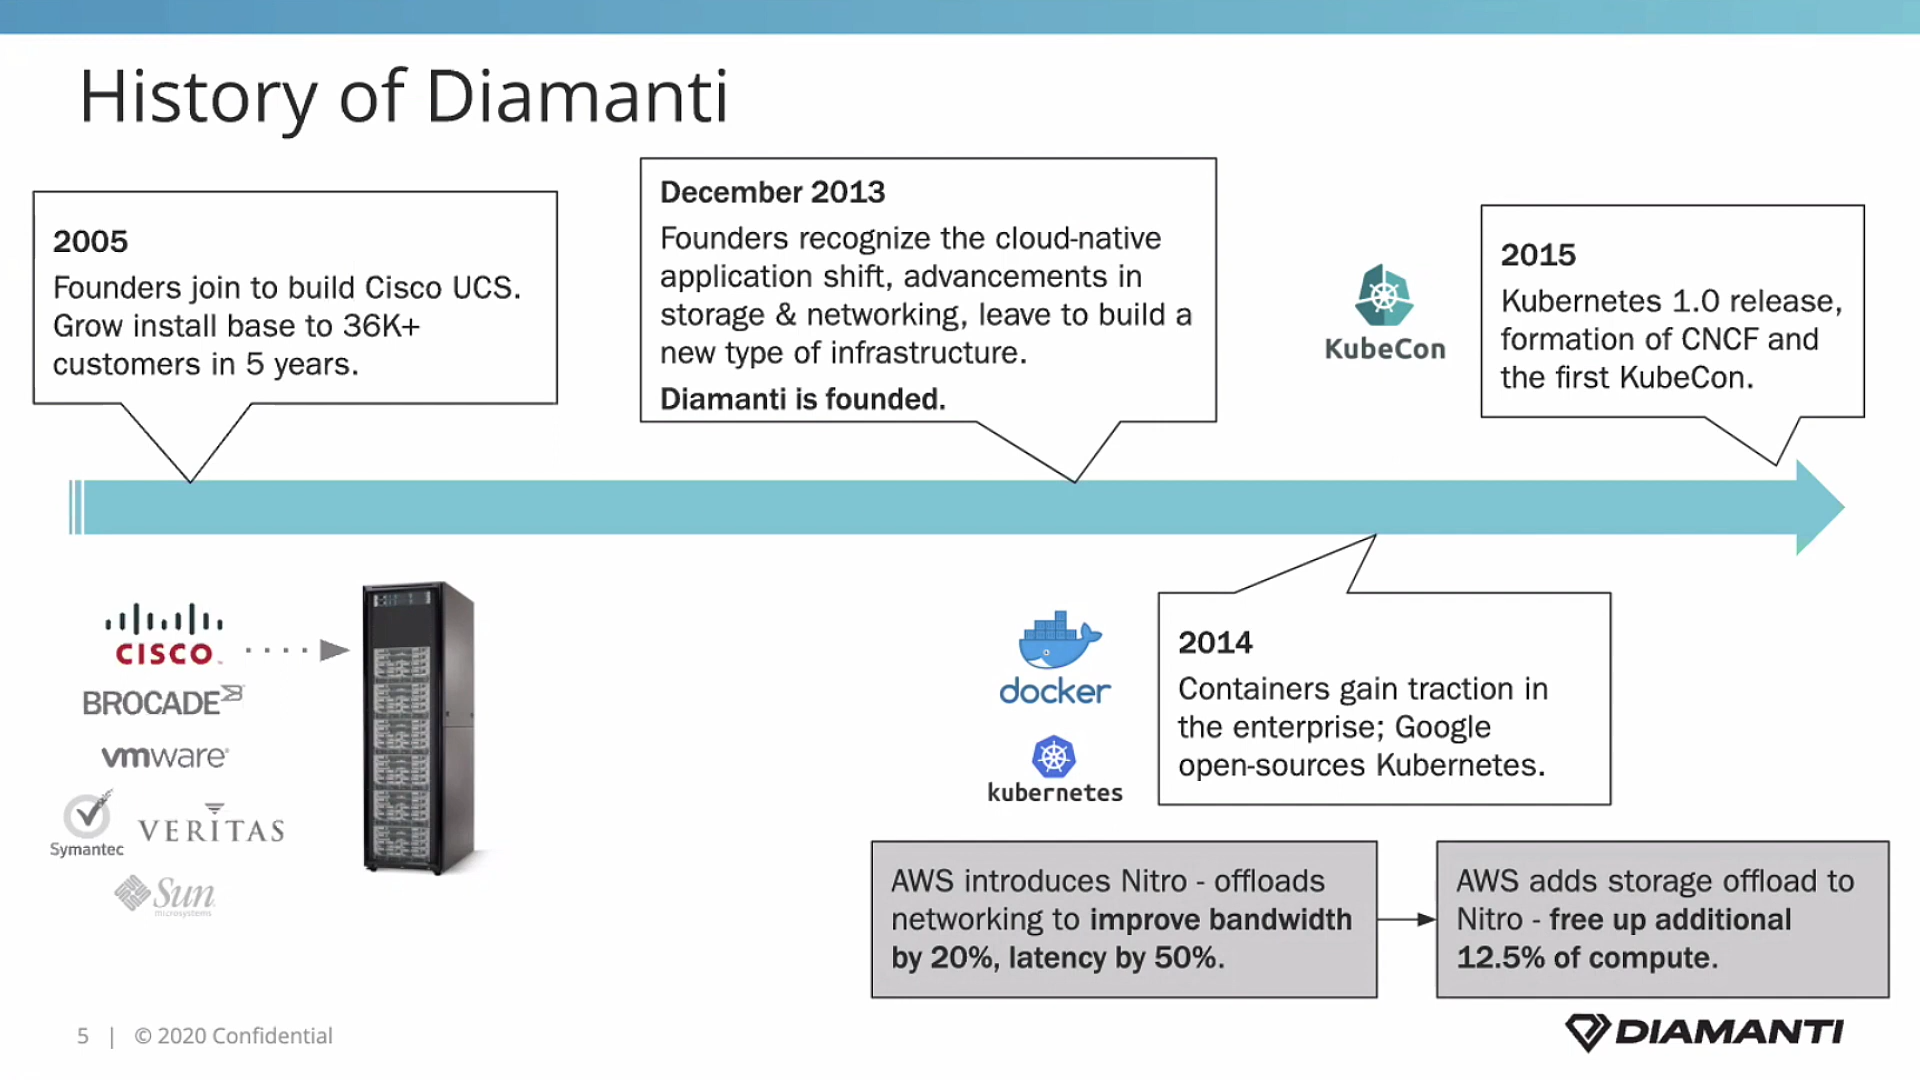 History of Diamanti
2005
Founders join to build Cisco UCS.
Grow install base to 36K+
customers in 5 years.
December 2013
Founders recognize the cloud-native
application shift, advancements in
storage & networking, leave to build a
new type of infrastructure.
Diamanti is founded.
KubeCon
2015
Kubernetes 1.0 release,
formation of CNCF and
the first KubeCon.
CISCO
BROCADE
vmware
Symantec
VERITAS
Sun
microsystems
docker
kubernetes
2014
Containers gain traction in
the enterprise; Google
open-sources Kubernetes.
AWS introduces Nitro - offloads
networking to improve bandwidth
by 20%, latency by 50%.
AWS adds storage offload to
Nitro - free up additional
12.5% of compute.
5 | © 2020 Confidential
DIAMANTI